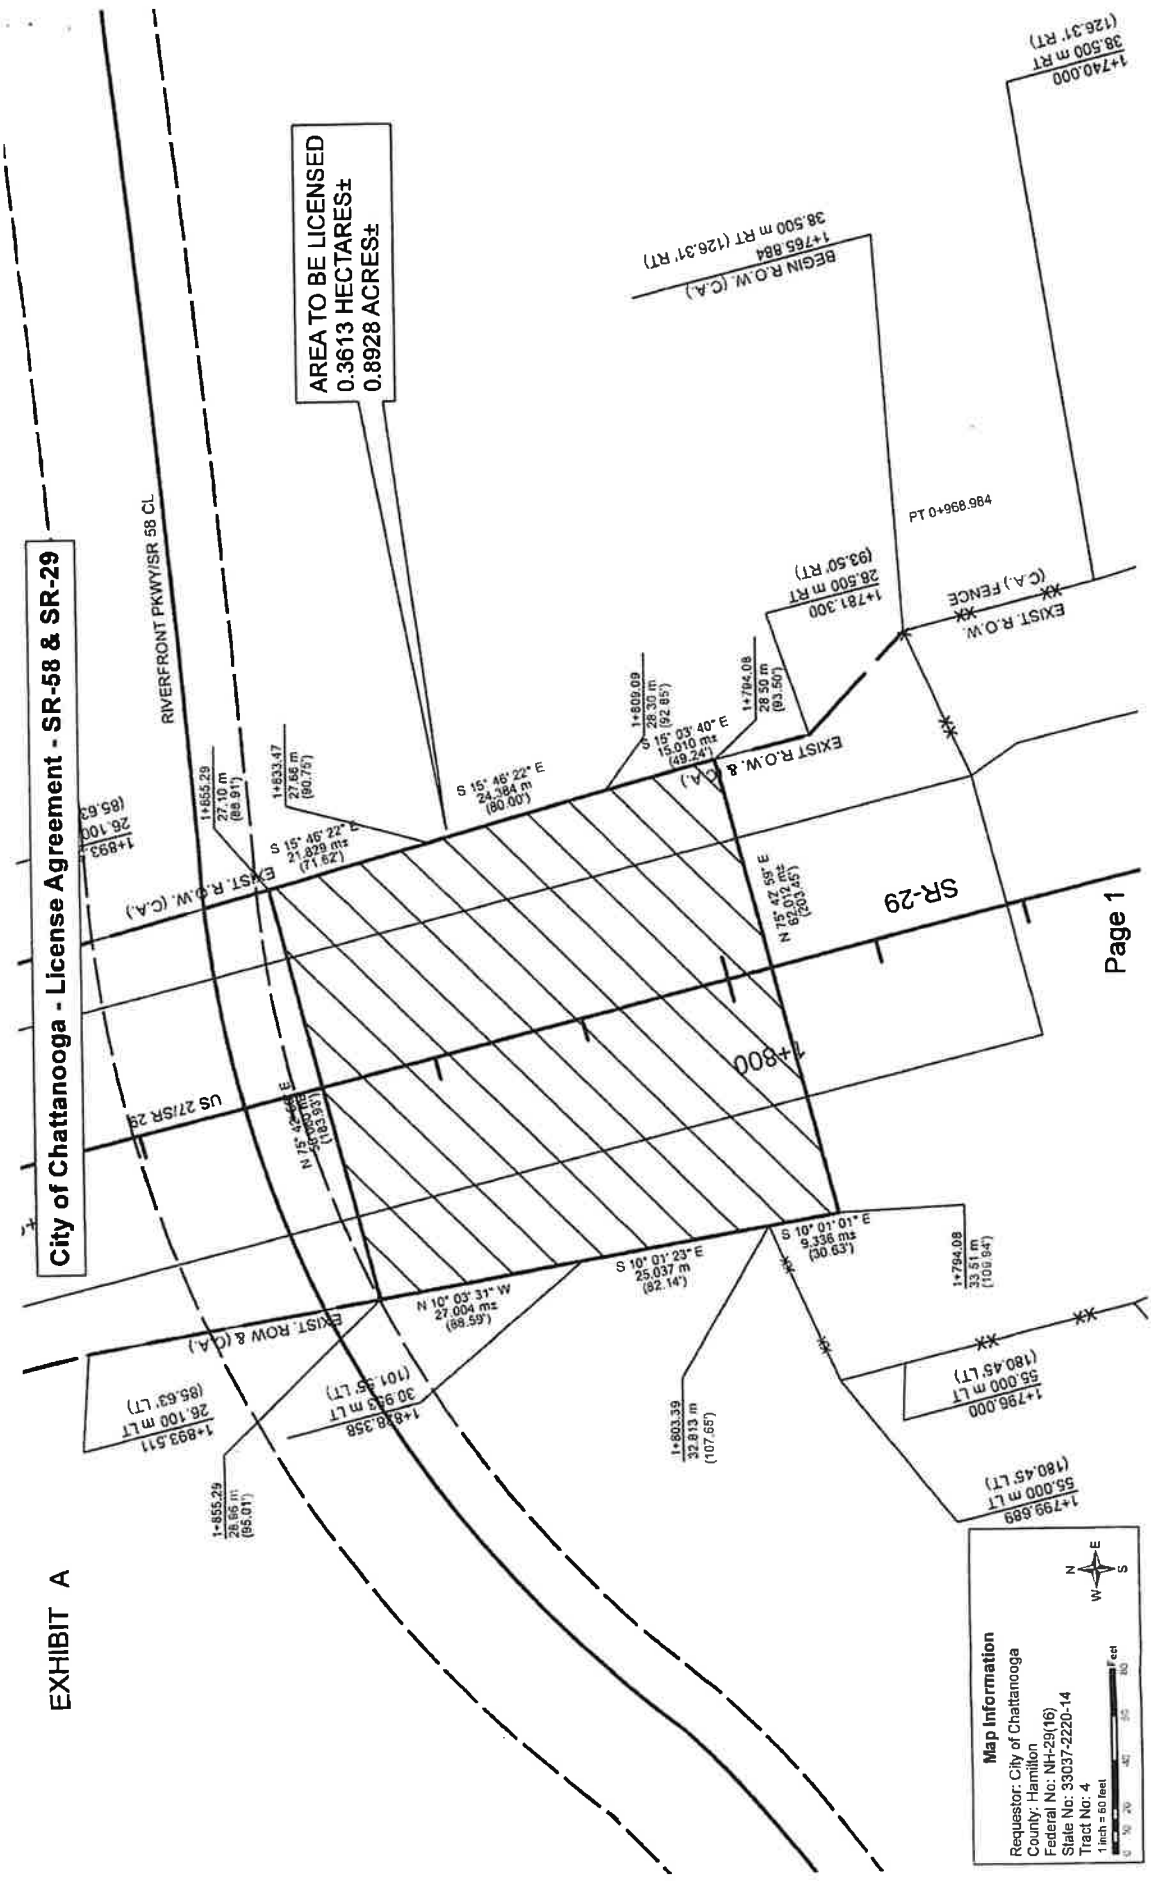 EXHIBIT A
City of Chattanooga - License Agreement - SR-58 & SR-29
AREA TO BE LICENSED
0.3613 HECTARES±
0.8928 ACRES±
RIVERFRONT PKWY/SR 58 CL
US 27/SR 29
EXIST. R.O.W. (C.A.)
EXIST. ROW & (C.A.)
1+893.511
26.100 m LT
(85.63' LT)
1+893.
26.100
(85.63
1+855.29
28.96 m
(95.01')
1+828.358
30.953 m LT
(101.55' LT)
1+855.29
27.10 m
(88.91')
1+833.47
27.66 m
(90.75')
N 75° 42'
(183.93')
S 15° 46' 22" E
21.829 m±
(71.62')
S 15° 46' 22" E
24.384 m
(80.00')
1+809.09
28.30 m
(92.85')
S 15° 03' 40" E
15.010 m±
(49.24')
1+794.08
28.50 m
(93.50')
N 10° 03' 31" W
27.004 m±
(88.59')
S 10° 01' 23" E
25.037 m
(82.14')
S 10° 01' 01" E
9.336 m±
(30.63')
N 75° 42' 59" E
62.012 m±
(203.45')
1+803.39
32.813 m
(107.65')
1+794.08
33.51 m
(109.94')
1+800
SR-29
EXIST R.O.W. &
(C.A.)
1+781.300
28.500 m RT
(93.50' RT)
BEGIN R.O.W. (C.A.)
1+765.884
38.500 m RT (126.31' RT)
1+740.000
38.500 m RT
(126.31' RT)
PT 0+968.984
EXIST. R.O.W.
(C.A.) FENCE
1+796.000
55.000 m LT
(180.45' LT)
1+799.689
55.000 m LT
(180.45' LT)
Map Information
Requestor: City of Chattanooga
County: Hamilton
Federal No: NH-29(16)
State No: 33037-2220-14
Tract No: 4
1 inch = 60 feet
0 10 20 40 60 80
Feet
N
W E
S
Page 1